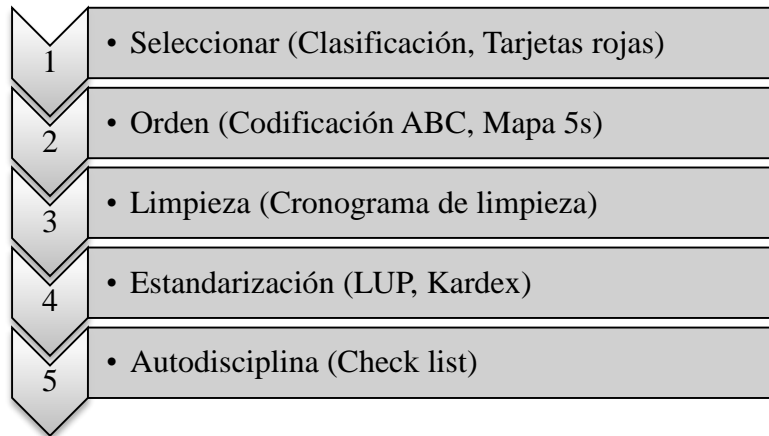 1
• Seleccionar (Clasificación, Tarjetas rojas)
2
• Orden (Codificación ABC, Mapa 5s)
3
• Limpieza (Cronograma de limpieza)
4
• Estandarización (LUP, Kardex)
5
• Autodisciplina (Check list)